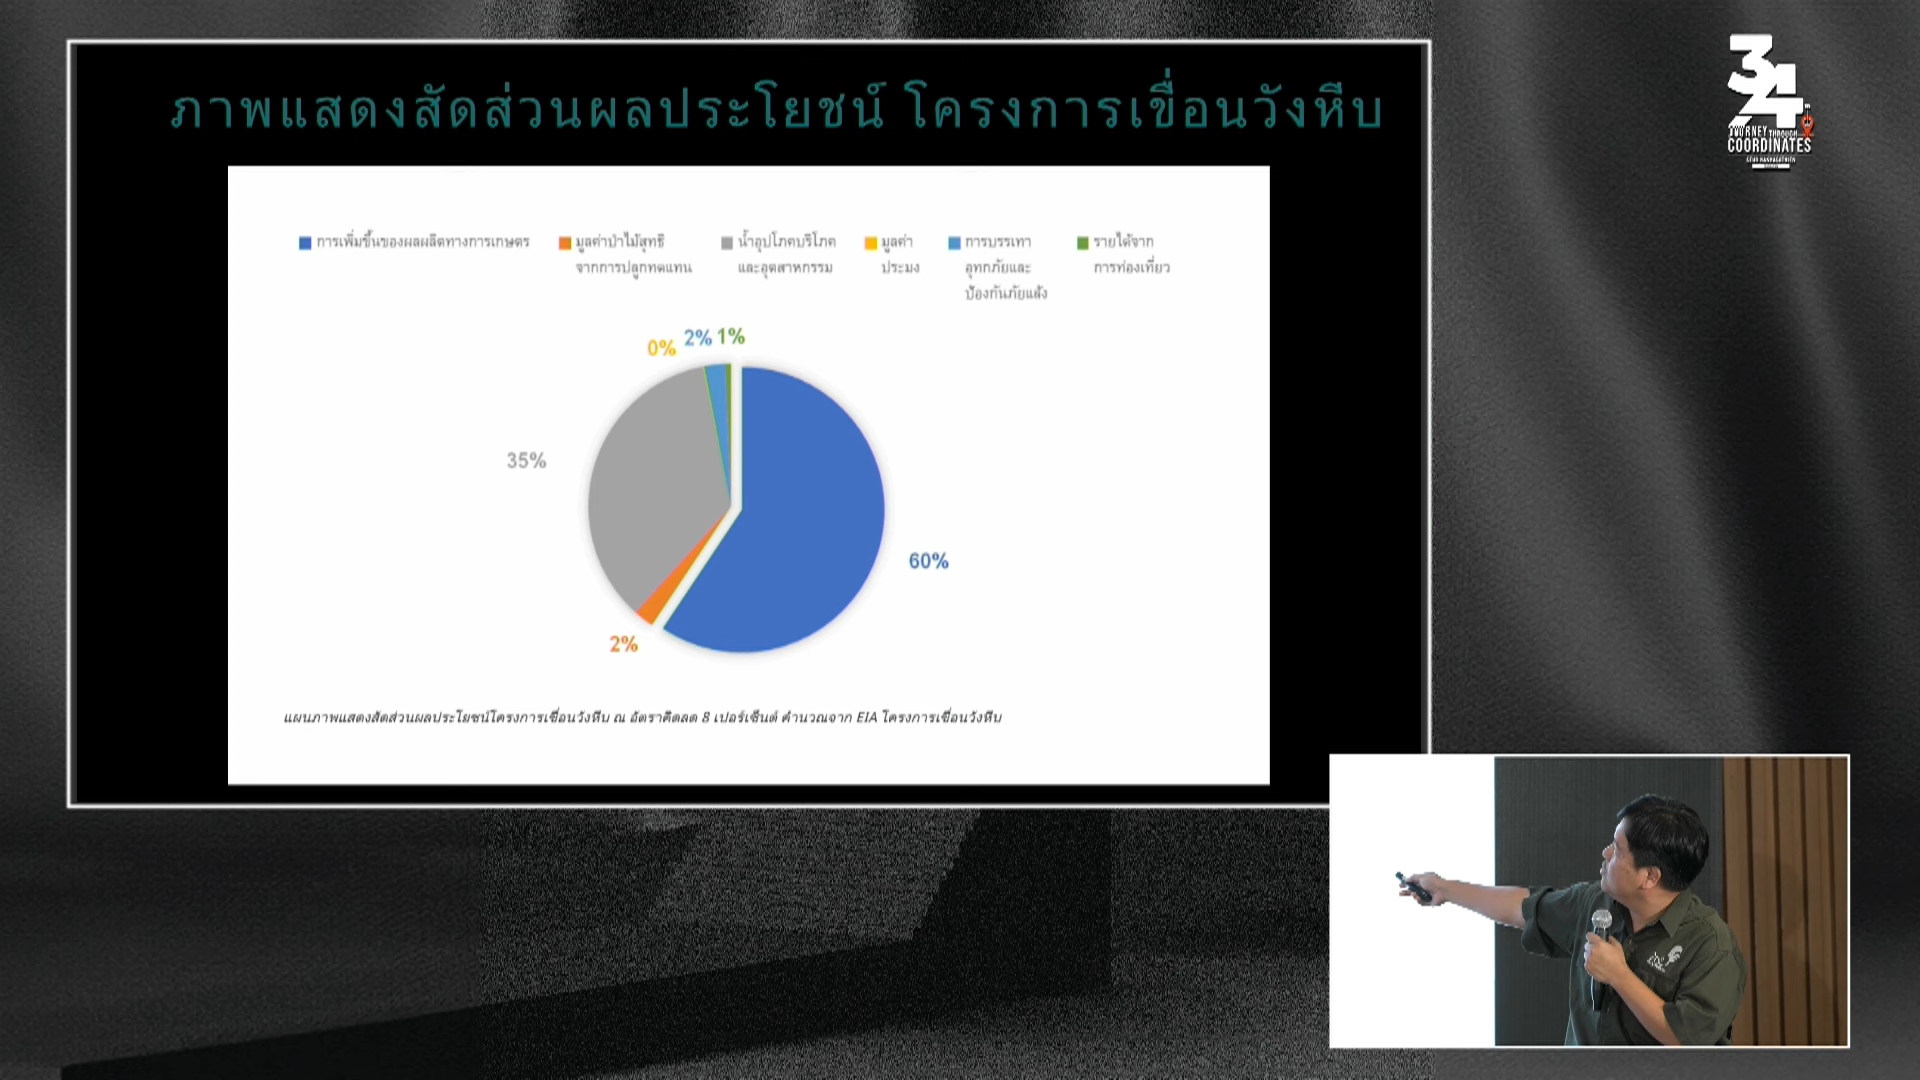 ภาพแสดงสัดส่วนผลประโยชน์ โครงการเขื่อนวังหีบ
การเพิ่มขึ้นของผลผลิตทางการเกษตร
มูลค่าป่าไม้สุทธิ
จากการปลูกทดแทน
น้ำอุปโภคบริโภค
และอุตสาหกรรม
มูลค่า
ประมง
การบรรเทา
อุทกภัยและ
ป้องกันภัยแล้ง
รายได้จาก
การท่องเที่ยว
0%
2%
1%
35%
60%
2%
แผนภาพแสดงสัดส่วนผลประโยชน์โครงการเขื่อนวังหีบ ณ อัตราคิดลด 8 เปอร์เซ็นต์ คำนวณจาก EIA โครงการเขื่อนวังหีบ
34
JOURNEY THROUGH
COORDINATES